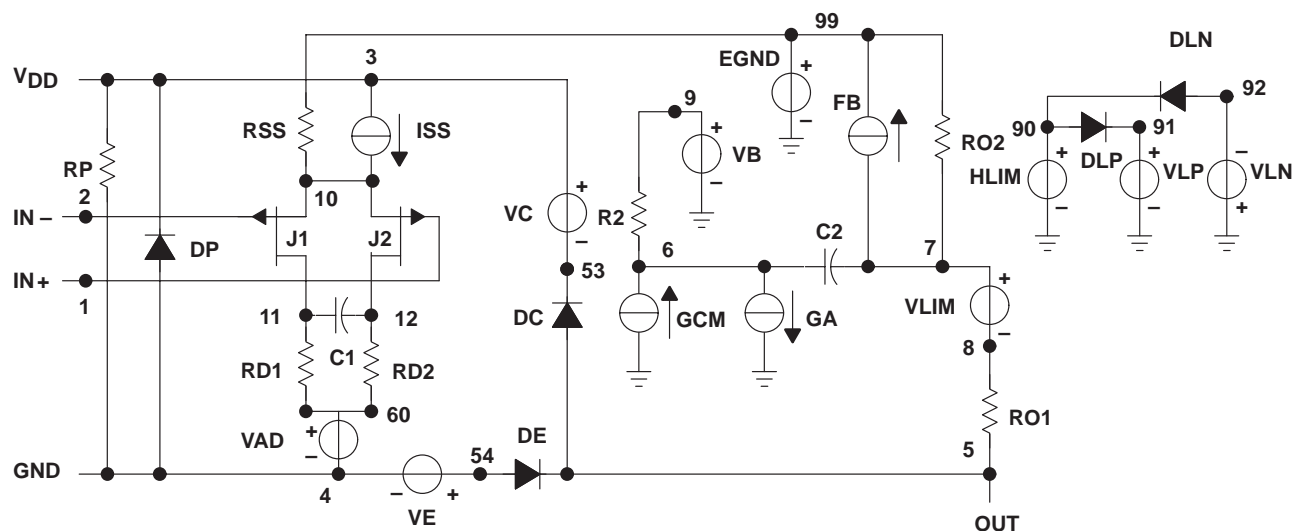 99
DLN
3
V_DD
EGND
+
92
9
FB
RSS
ISS
+
90
91
RP
VB
RO2
DLP
+
+
−
2
10
HLIM
VLP
VLN
+
R2
IN −
VC
J1
J2
C2
DP
6
7
IN +
53
+
1
GCM
GA
VLIM
11
12
DC
8
C1
RD1
RD2
60
RO1
+
VAD
DE
−
54
5
GND
4
−
+
VE
OUT